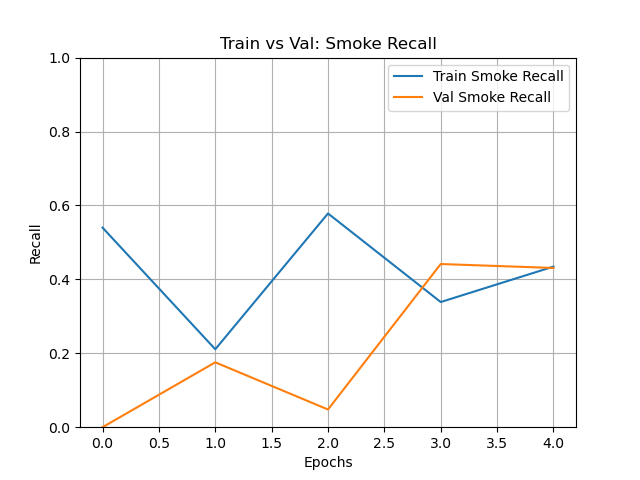 Train vs Val: Smoke Recall
Train Smoke Recall
Val Smoke Recall
Recall
1.0
0.8
0.6
0.4
0.2
0.0
0.0 0.5 1.0 1.5 2.0 2.5 3.0 3.5 4.0
Epochs